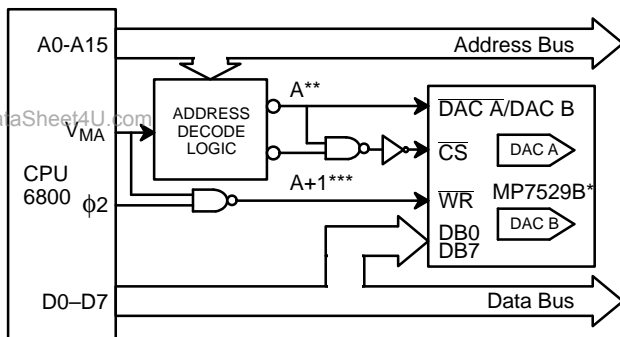 A0-A15
Address Bus
A**
ADDRESS
DECODE
LOGIC
DAC A/DAC B
ataSheet4U.com
VMA
CS
DAC A
CPU
6800
A+1***
WR
MP7529B*
ϕ2
DAC B
DB0
DB7
D0–D7
Data Bus